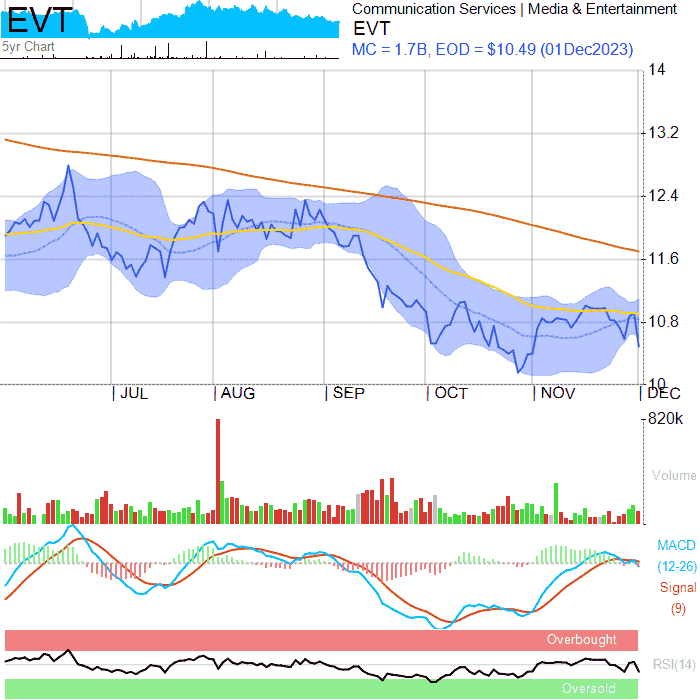 EVT
5yr Chart
Communication Services | Media & Entertainment
EVT
MC = 1.7B, EOD = $10.49 (01Dec2023)
14
13.2
12.4
11.6
10.8
10
JUL
AUG
SEP
OCT
NOV
DEC
820k
Volume
MACD
(12-26)
Signal
(9)
Overbought
RSI(14)
Oversold